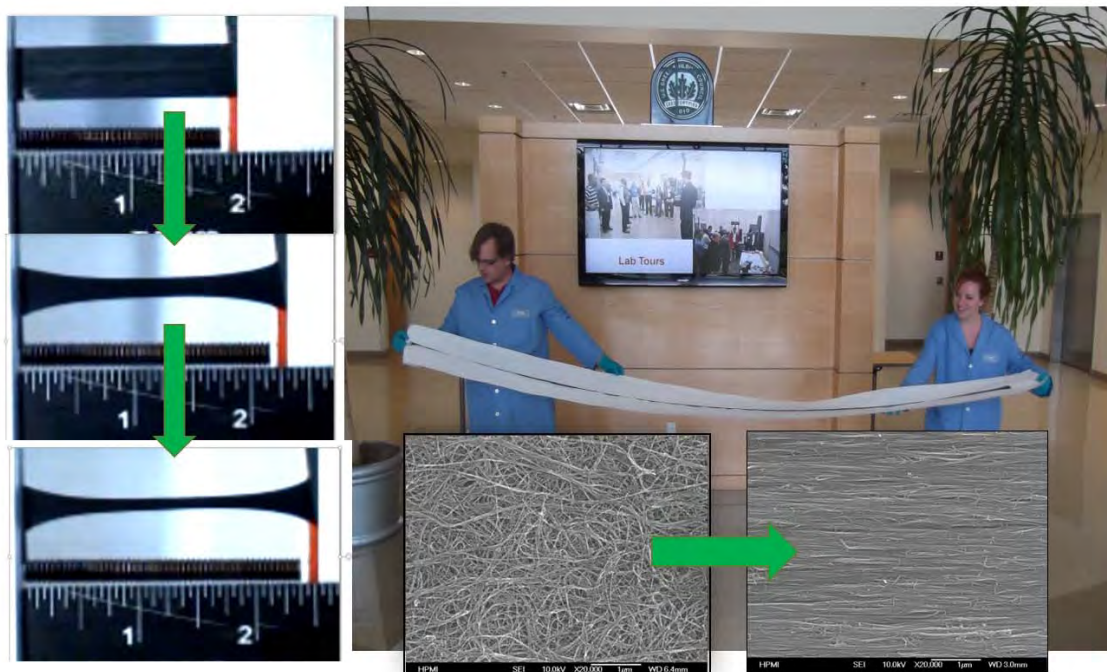 1 2
1 2
1 2
Lab Tours
HPMI SEI 10.0kV X20,000 1µm WD 6.4mm
HPMI SEI 10.0kV X20,000 1µm WD 3.0mm